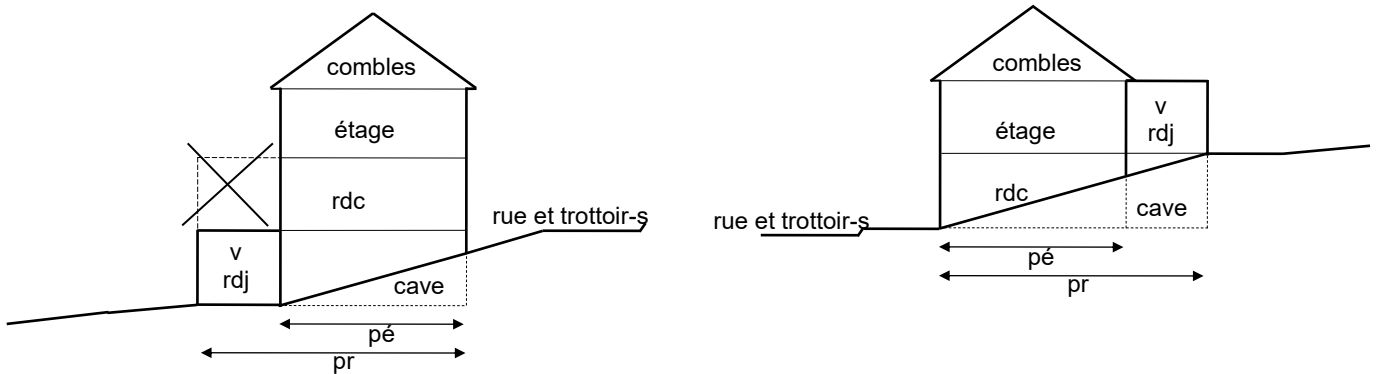 combles
étage
rdc
v
rdj
cave
rue et trottoir-s
pé
pr
combles
étage
v
rdj
rdc
cave
rue et trottoir-s
pé
pr